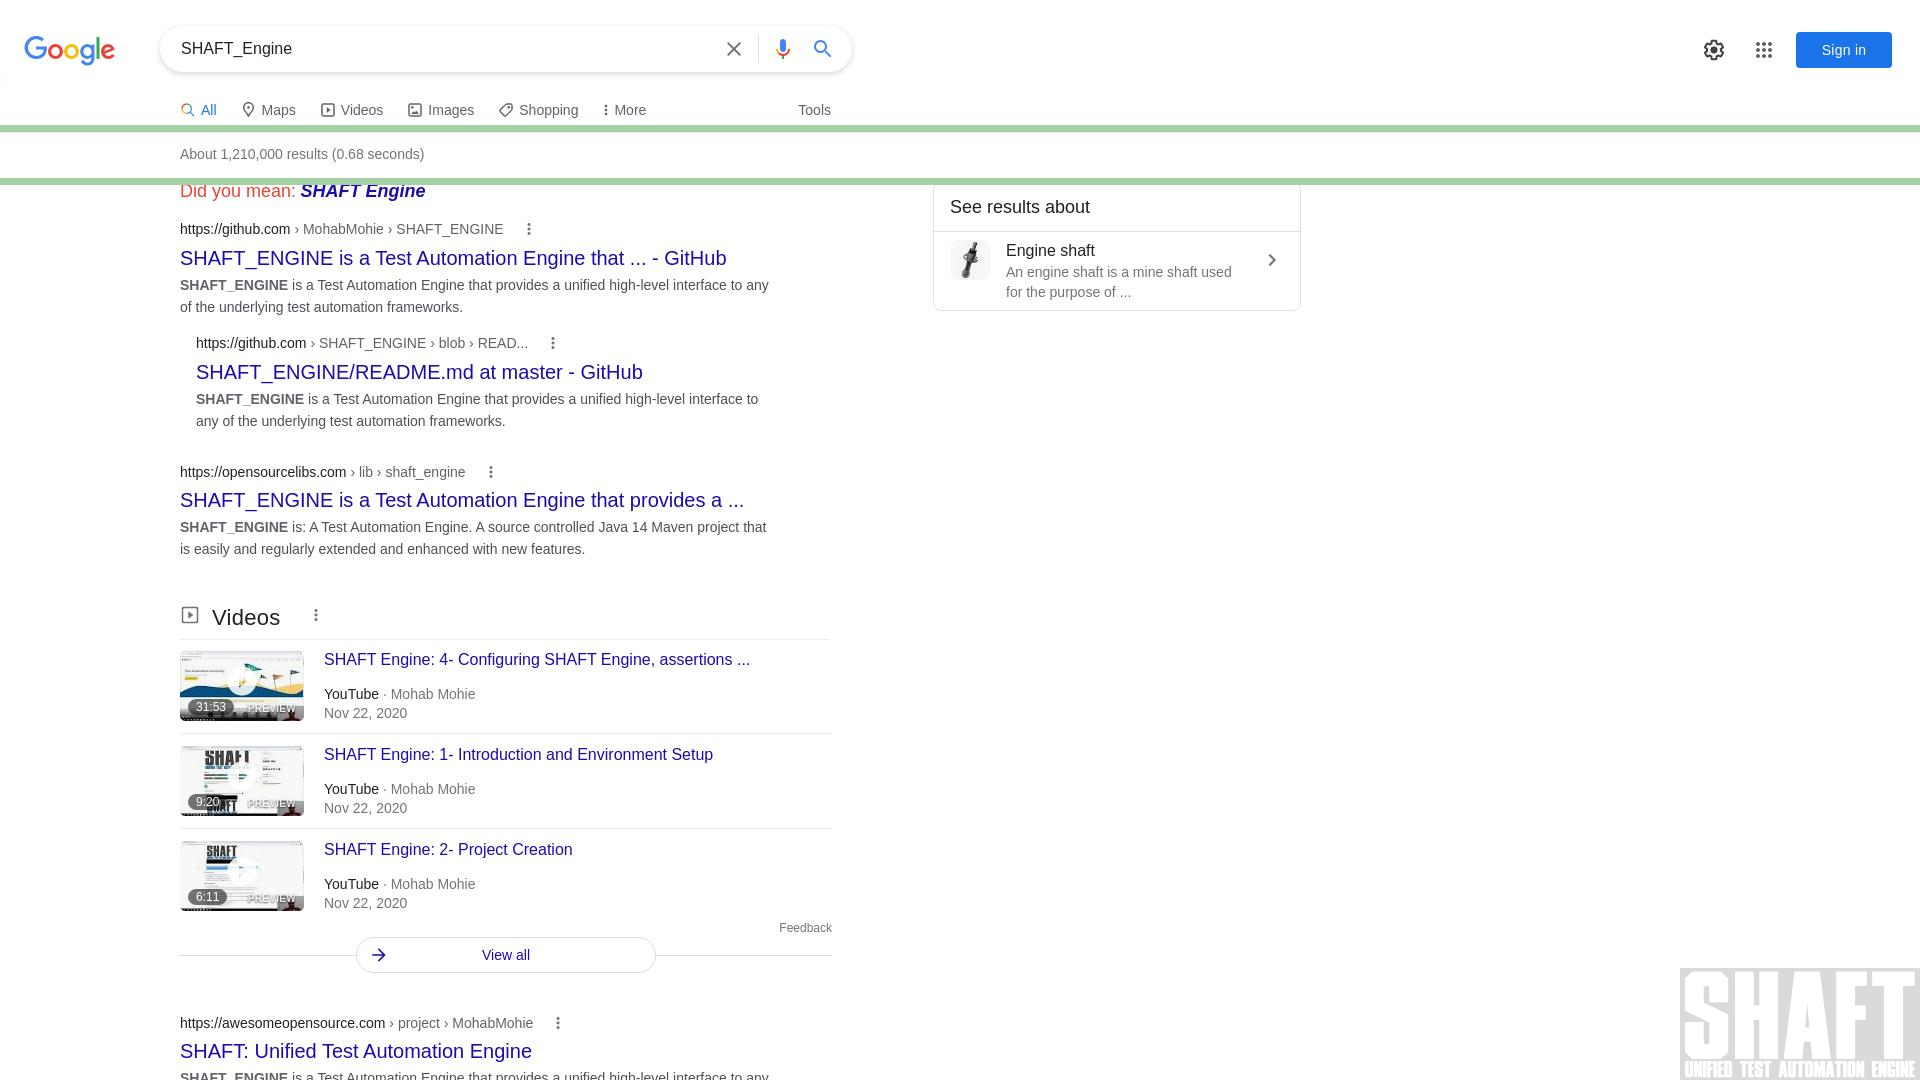 Google
SHAFT_Engine
Sign in
All
Maps
Videos
Images
Shopping
More
Tools
About 1,210,000 results (0.68 seconds)
Did you mean: SHAFT Engine
https://github.com › MohabMohie › SHAFT_ENGINE
SHAFT_ENGINE is a Test Automation Engine that ... - GitHub
SHAFT_ENGINE is a Test Automation Engine that provides a unified high-level interface to any
of the underlying test automation frameworks.
https://github.com › SHAFT_ENGINE › blob › READ...
SHAFT_ENGINE/README.md at master - GitHub
SHAFT_ENGINE is a Test Automation Engine that provides a unified high-level interface to
any of the underlying test automation frameworks.
https://opensourcelibs.com › lib › shaft_engine
SHAFT_ENGINE is a Test Automation Engine that provides a ...
SHAFT_ENGINE is: A Test Automation Engine. A source controlled Java 14 Maven project that
is easily and regularly extended and enhanced with new features.
Videos
SHAFT Engine: 4- Configuring SHAFT Engine, assertions ...
31:53
PREVIEW
YouTube · Mohab Mohie
Nov 22, 2020
SHAFT Engine: 1- Introduction and Environment Setup
SHAFT
9:20
PREVIEW
YouTube · Mohab Mohie
Nov 22, 2020
SHAFT Engine: 2- Project Creation
SHAFT
6:11
PREVIEW
YouTube · Mohab Mohie
Nov 22, 2020
Feedback
View all
https://awesomeopensource.com › project › MohabMohie
SHAFT: Unified Test Automation Engine
SHAFT_ENGINE is a Test Automation Engine that provides a unified high-level interface to any
See results about
Engine shaft
An engine shaft is a mine shaft used
for the purpose of ...
SHAFT
UNIFIED TEST AUTOMATION ENGINE